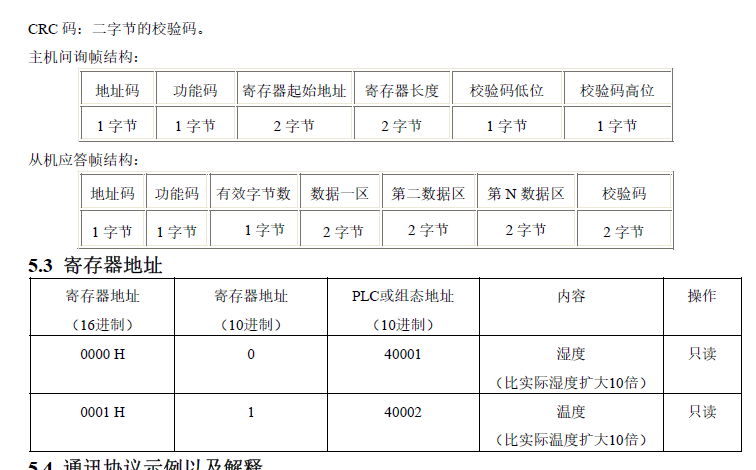 CRC 码：二字节的校验码。
主机问询帧结构：
地址码 功能码 寄存器起始地址 寄存器长度 校验码低位 校验码高位
1 字节 1 字节 2 字节 2 字节 1 字节 1 字节
从机应答帧结构：
地址码 功能码 有效字节数 数据一区 第二数据区 第 N 数据区 校验码
1 字节 1 字节 1 字节 2 字节 2 字节 2 字节 2 字节
5.3 寄存器地址
寄存器地址 寄存器地址 PLC或组态地址 内容 操作
（16进制） （10进制） （10进制）
0000 H 0 40001 湿度 只读
（比实际湿度扩大10倍）
0001 H 1 40002 温度 只读
（比实际温度扩大10倍）
5.4 通讯协议示例以及解释